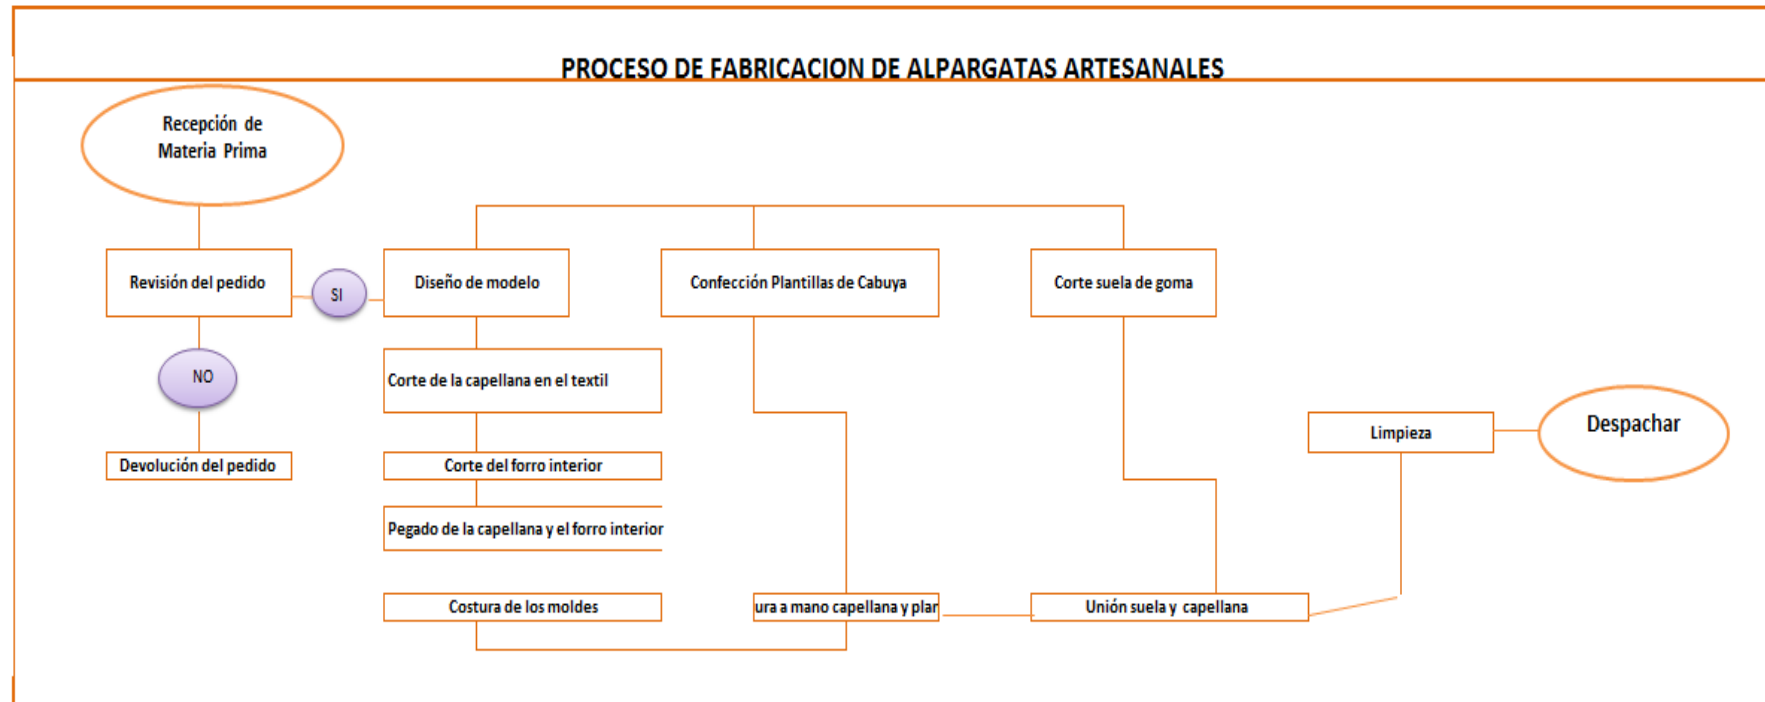 PROCESO DE FABRICACION DE ALPARGATAS ARTESANALES
Recepción de
Materia Prima
Revisión del pedido
SI
Diseño de modelo
Confección Plantillas de Cabuya
Corte suela de goma
NO
Corte de la capellana en el textil
Devolución del pedido
Corte del forro interior
Pegado de la capellana y el forro interior
Costura de los moldes
ura a mano capellana y plan
Unión suela y capellana
Limpieza
Despachar